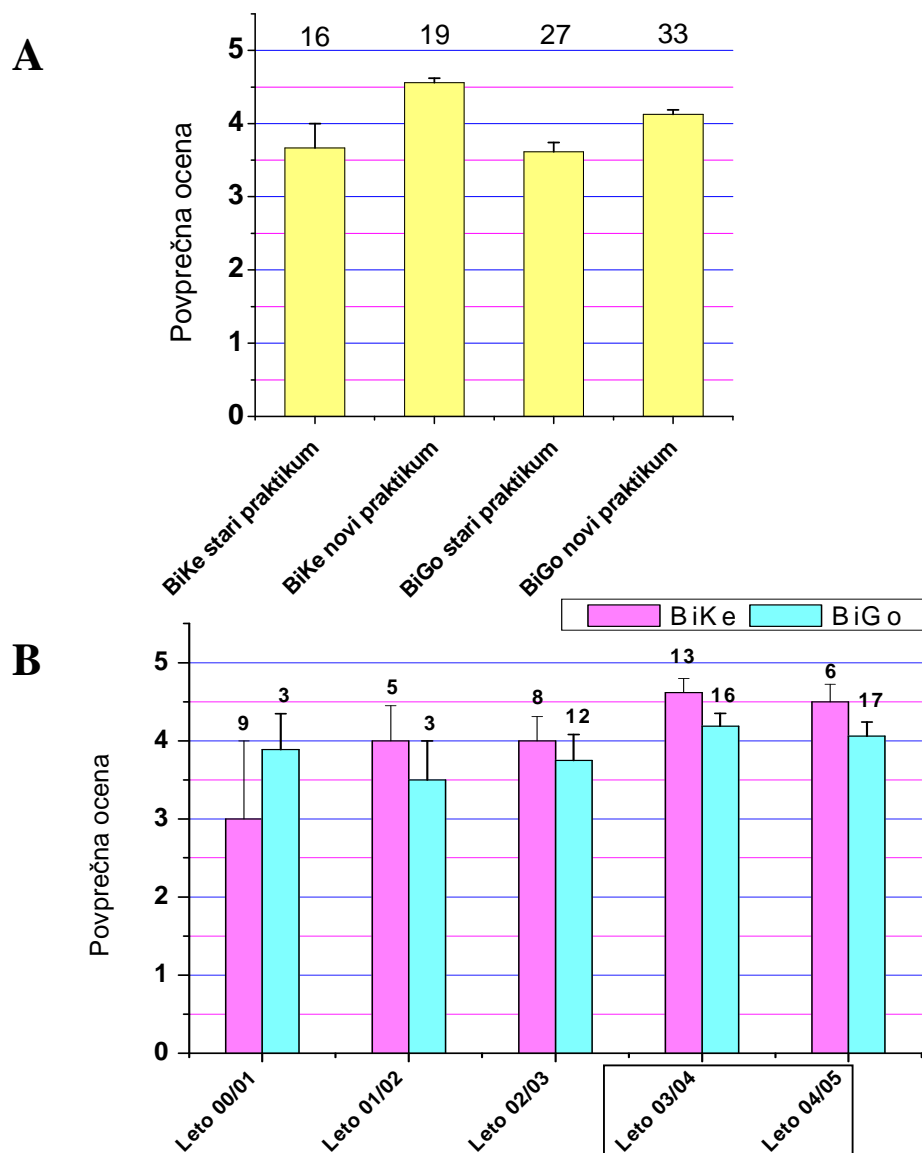 A
16 19 27 33
5
4
3
2
1
0
Povprečna ocena
BiKe stari praktikum
BiKe novi praktikum
BiGo stari praktikum
BiGo novi praktikum
B
BiKe BiGo
5
4
3
2
1
0
Povprečna ocena
9 3 5 3 8 12 13 16 6 17
Leto 00/01
Leto 01/02
Leto 02/03
Leto 03/04
Leto 04/05